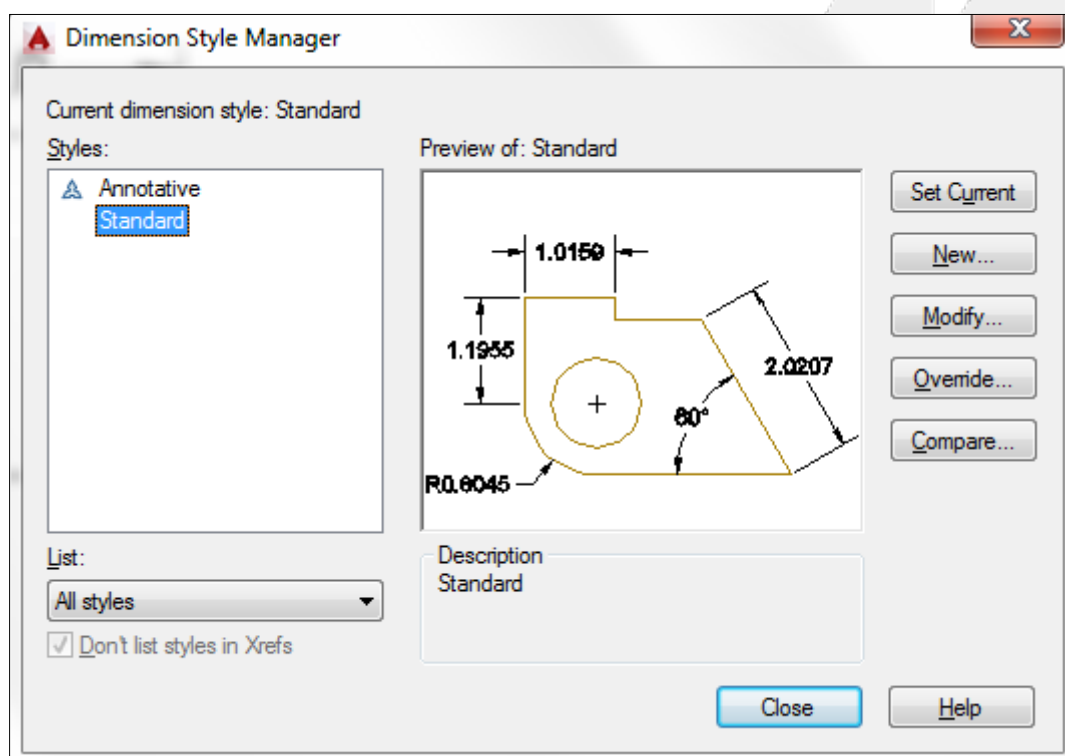 Dimension Style Manager
Current dimension style: Standard
Styles:
Annotative
Standard
Preview of: Standard
1.0159
1.1955
2.0207
60°
R0.6045
Set Current
New...
Modify...
Override...
Compare...
List:
All styles
Don't list styles in Xrefs
Description
Standard
Close
Help